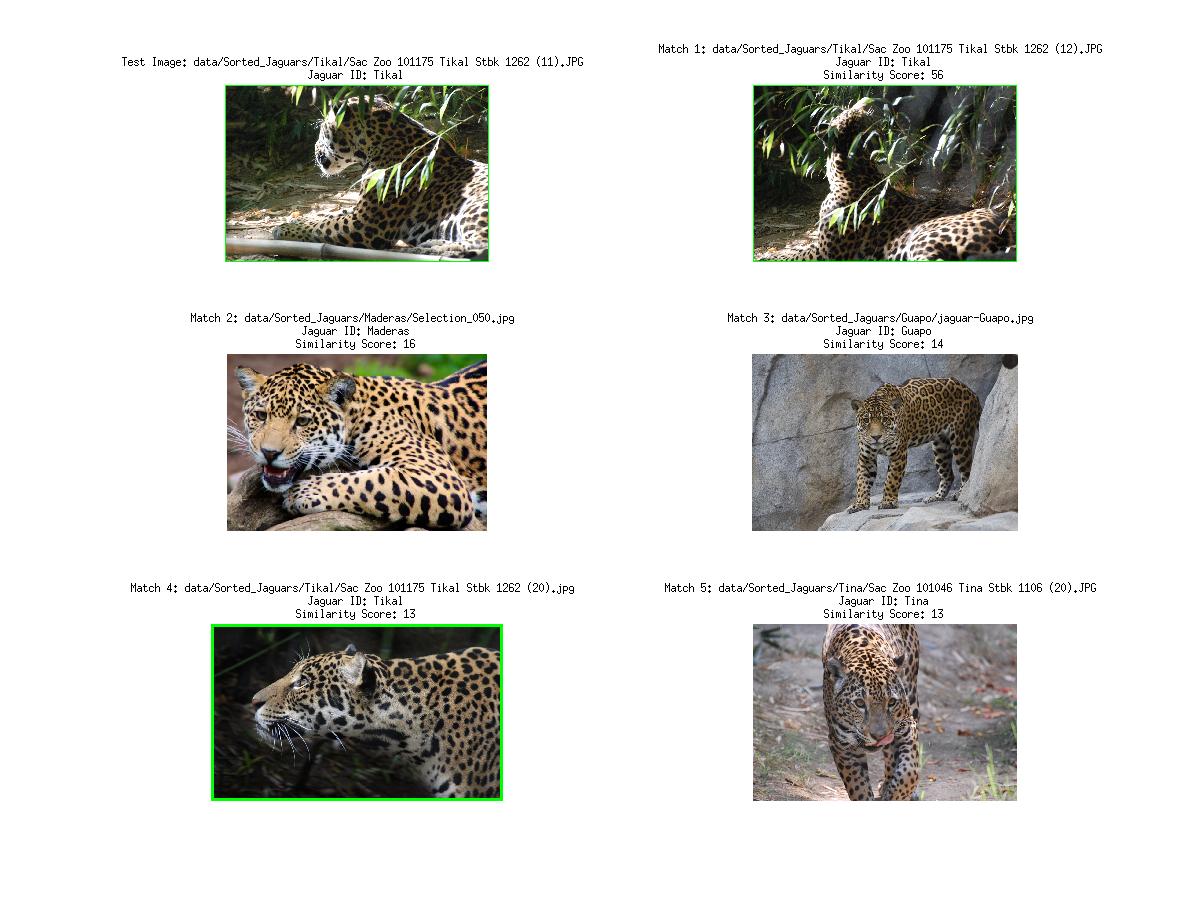 Test Image: data/Sorted_Jaguars/Tikal/Sac Zoo 101175 Tikal Stbk 1262 (11).JPG
Jaguar ID: Tikal
Match 1: data/Sorted_Jaguars/Tikal/Sac Zoo 101175 Tikal Stbk 1262 (12).JPG
Jaguar ID: Tikal
Similarity Score: 56
Match 2: data/Sorted_Jaguars/Maderas/Selection_050.jpg
Jaguar ID: Maderas
Similarity Score: 16
Match 3: data/Sorted_Jaguars/Guapo/jaguar-Guapo.jpg
Jaguar ID: Guapo
Similarity Score: 14
Match 4: data/Sorted_Jaguars/Tikal/Sac Zoo 101175 Tikal Stbk 1262 (20).jpg
Jaguar ID: Tikal
Similarity Score: 13
Match 5: data/Sorted_Jaguars/Tina/Sac Zoo 101046 Tina Stbk 1106 (20).JPG
Jaguar ID: Tina
Similarity Score: 13